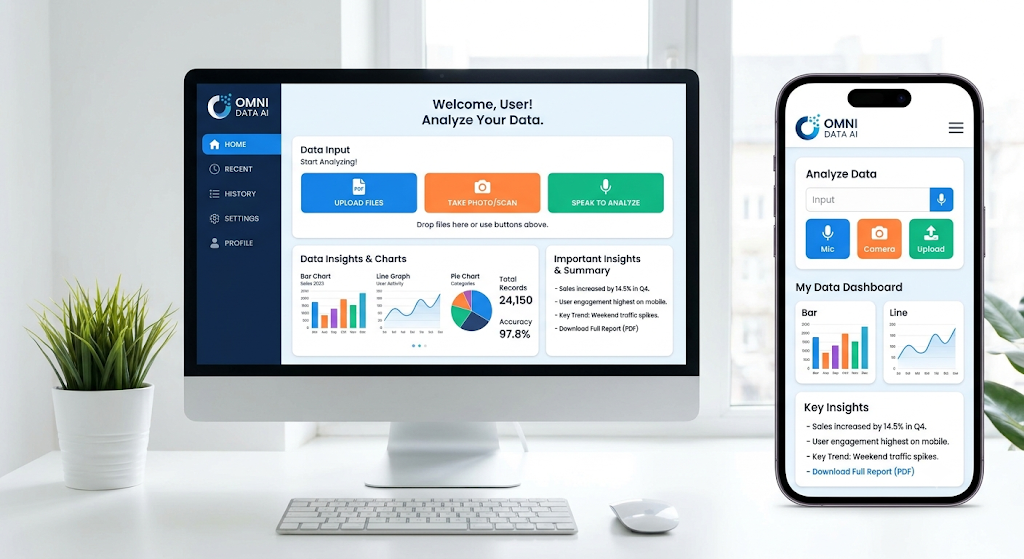 OMNI
DATA AI
HOME
RECENT
HISTORY
SETTINGS
PROFILE
Welcome, User!
Analyze Your Data.
Data Input
Start Analyzing!
PDF
UPLOAD FILES
TAKE PHOTO/SCAN
SPEAK TO ANALYZE
Drop files here or use buttons above.
Data Insights & Charts
Bar Chart
Sales 2023
Line Graph
User Activity
Pie Chart
Categories
Total
Records
24,150
Accuracy
97.8%
Important Insights
& Summary
- Sales increased by 14.5% in Q4.
- User engagement highest on mobile.
- Key Trend: Weekend traffic spikes.
- Download Full Report (PDF)
OMNI
DATA AI
Analyze Data
Input
Mic
Camera
Upload
My Data Dashboard
Bar
Line
Key Insights
- Sales increased by 14.5% in Q4.
- User engagement highest on mobile.
- Key Trend: Weekend traffic spikes.
- Download Full Report (PDF)